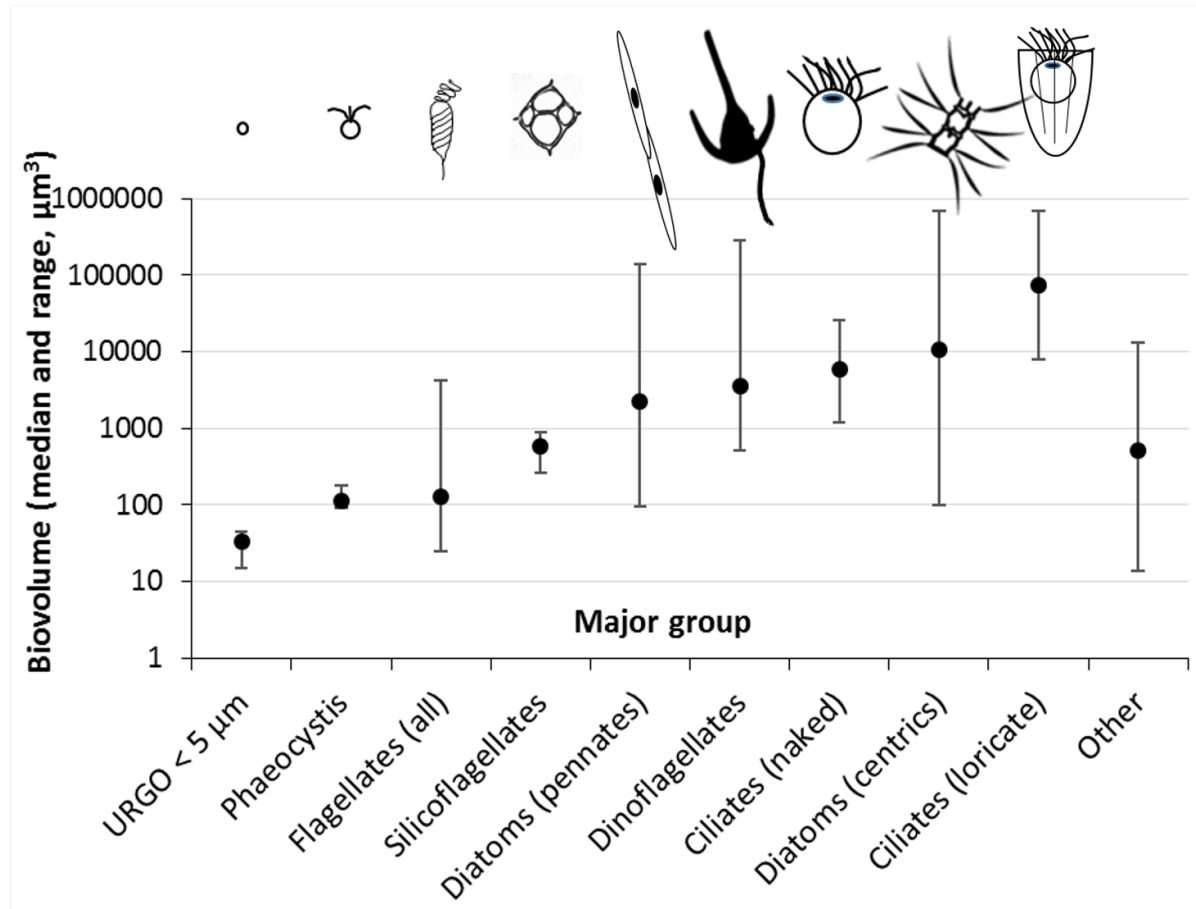 Biovolume (median and range, µm³)
1000000
100000
10000
1000
100
10
1
Major group
URGO < 5 µm
Phaeocystis
Flagellates (all)
Silicoflagellates
Diatoms (pennates)
Dinoflagellates
Ciliates (naked)
Diatoms (centrics)
Ciliates (loricate)
Other